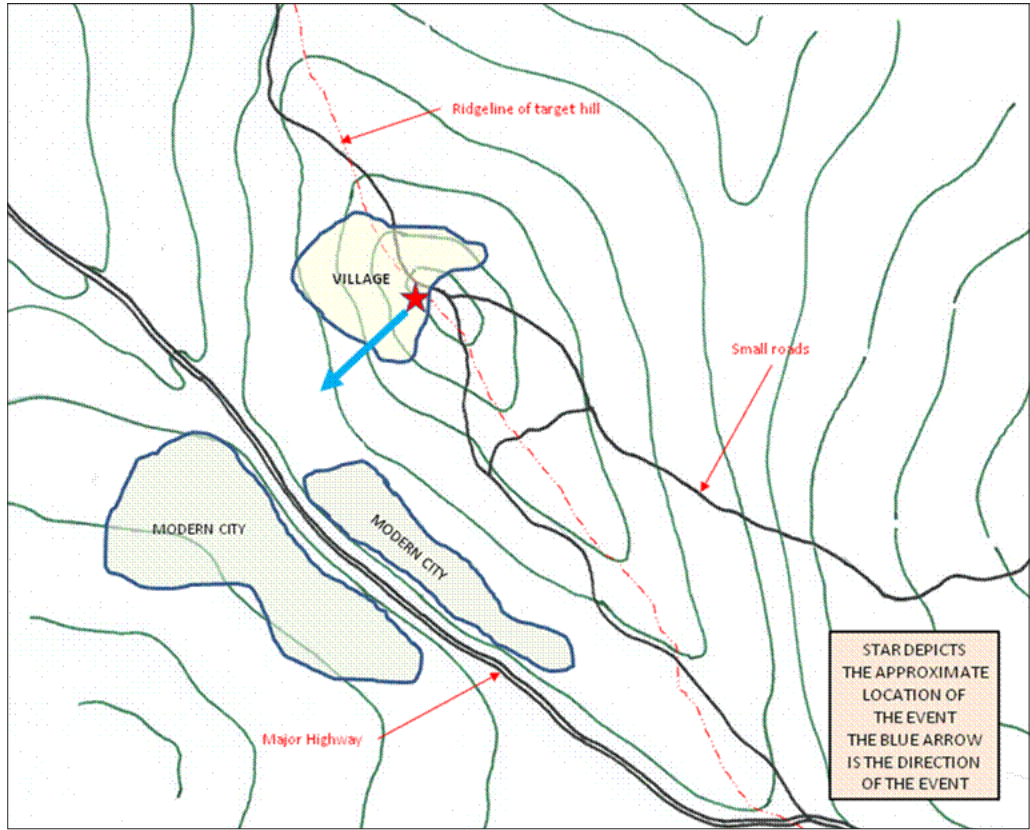 Ridgeline of target hill
VILLAGE
Small roads
MODERN CITY
MODERN CITY
Major Highway
STAR DEPICTS
THE APPROXIMATE
LOCATION OF
THE EVENT
THE BLUE ARROW
IS THE DIRECTION
OF THE EVENT